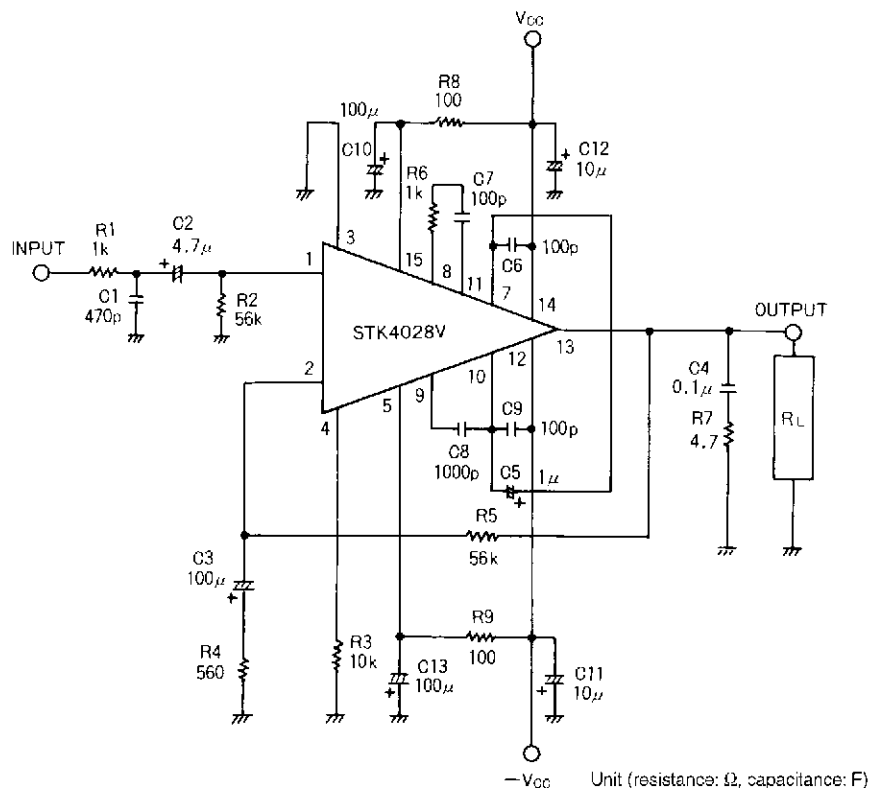 VCC
R8
100
100μ
C10
+
+ C12
10μ
R6
1k
C7
100p
C2
4.7μ
+
R1
1k
INPUT
3
1
15
8
11
7
C6
100p
14
C1
470p
R2
56k
STK4028V
OUTPUT
12
13
2
10
9
5
4
C9
100p
C8
1000p
C5
+
1μ
C4
0.1μ
R7
4.7
RL
R5
56k
C3
100μ
+
R9
100
R3
10k
R4
560
C13
100μ
+
C11
10μ
+
−VCC
Unit (resistance: Ω, capacitance: F)